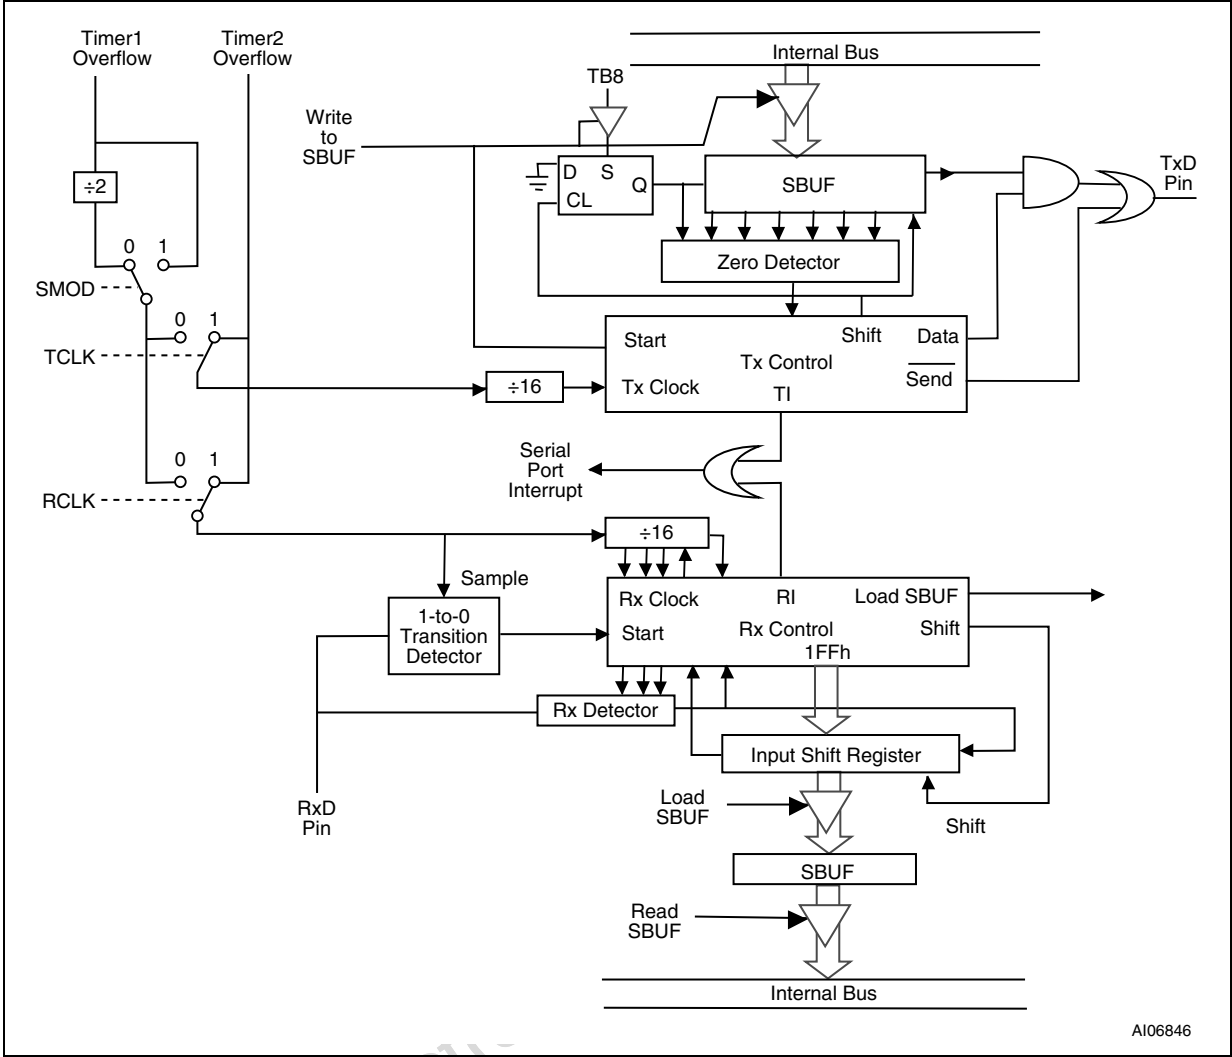 Timer1
Overflow
Timer2
Overflow
Internal Bus
TB8
Write
to
SBUF
÷2
D S
Q
CL
SBUF
TxD
Pin
Zero Detector
0 1
SMOD
0 1
TCLK
Start
Shift
Data
Tx Control
Send
÷16
Tx Clock
TI
Serial
Port
Interrupt
0 1
RCLK
÷16
Sample
1-to-0
Transition
Detector
Rx Clock
RI
Load SBUF
Start
Rx Control
Shift
1FFh
Rx Detector
Input Shift Register
RxD
Pin
Load
SBUF
Shift
SBUF
Read
SBUF
Internal Bus
AI06846